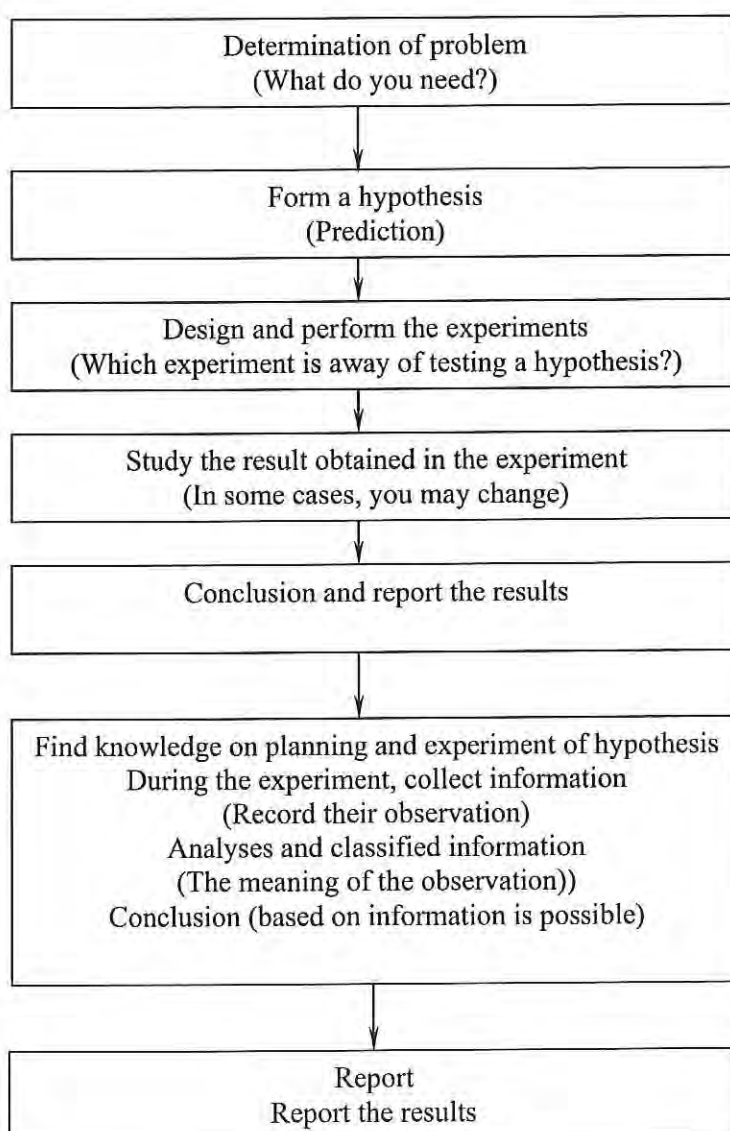 Determination of problem
(What do you need?)
Form a hypothesis
(Prediction)
Design and perform the experiments
(Which experiment is away of testing a hypothesis?)
Study the result obtained in the experiment
(In some cases, you may change)
Conclusion and report the results
Find knowledge on planning and experiment of hypothesis
During the experiment, collect information
(Record their observation)
Analyses and classified information
(The meaning of the observation))
Conclusion (based on information is possible)
Report
Report the results